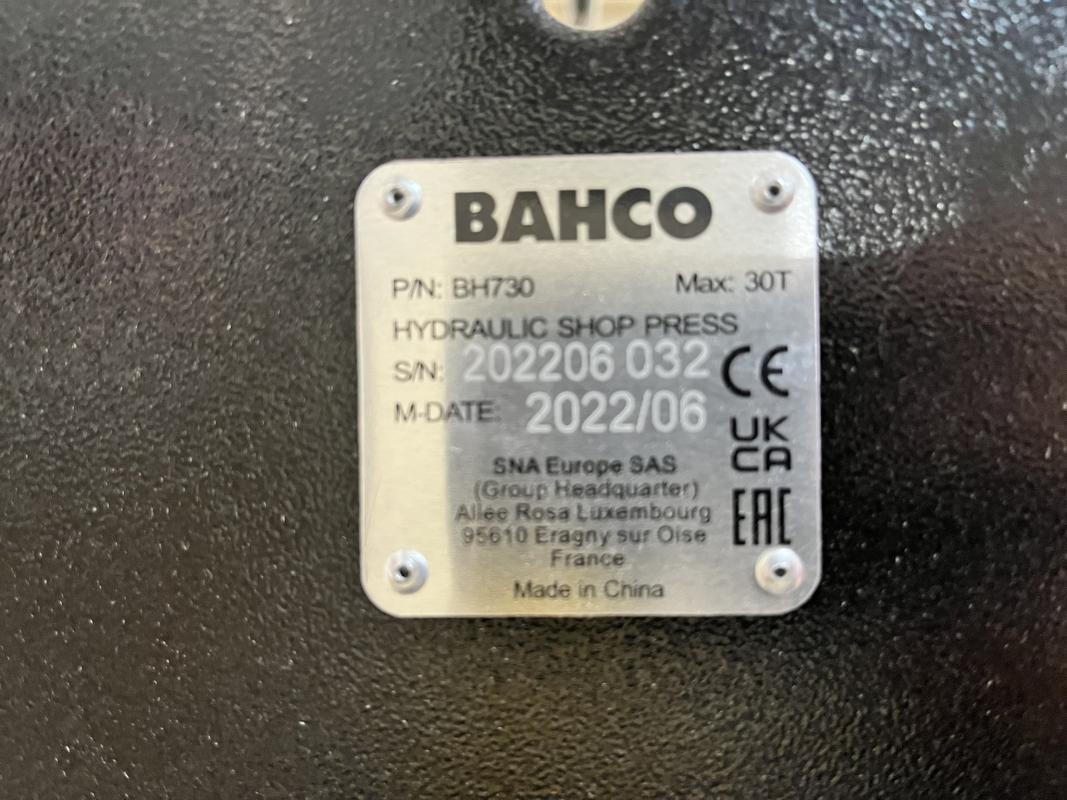 BAHCO
P/N: BH730 Max: 30T
HYDRAULIC SHOP PRESS
S/N: 202206 032 CE
M-DATE: 2022/06
UK
CA
SNA Europe SAS
(Group Headquarter)
Allee Rosa Luxembourg
95610 Eragny sur Oise
EAC
France
Made in China